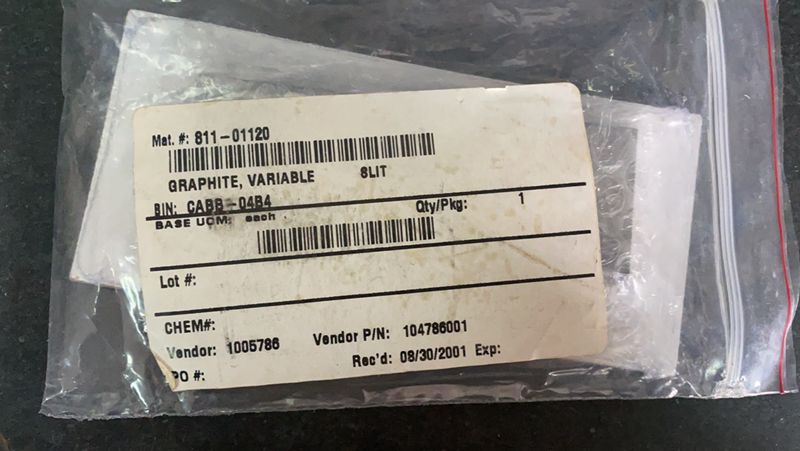 Mat. #: 811-01120
GRAPHITE, VARIABLE SLIT
BIN: CABB-04B4
BASE UOM: each Qty/Pkg: 1
Lot #:
CHEM#:
Vendor: 1005786 Vendor P/N: 104786001
Rec'd: 08/30/2001 Exp:
PO #: